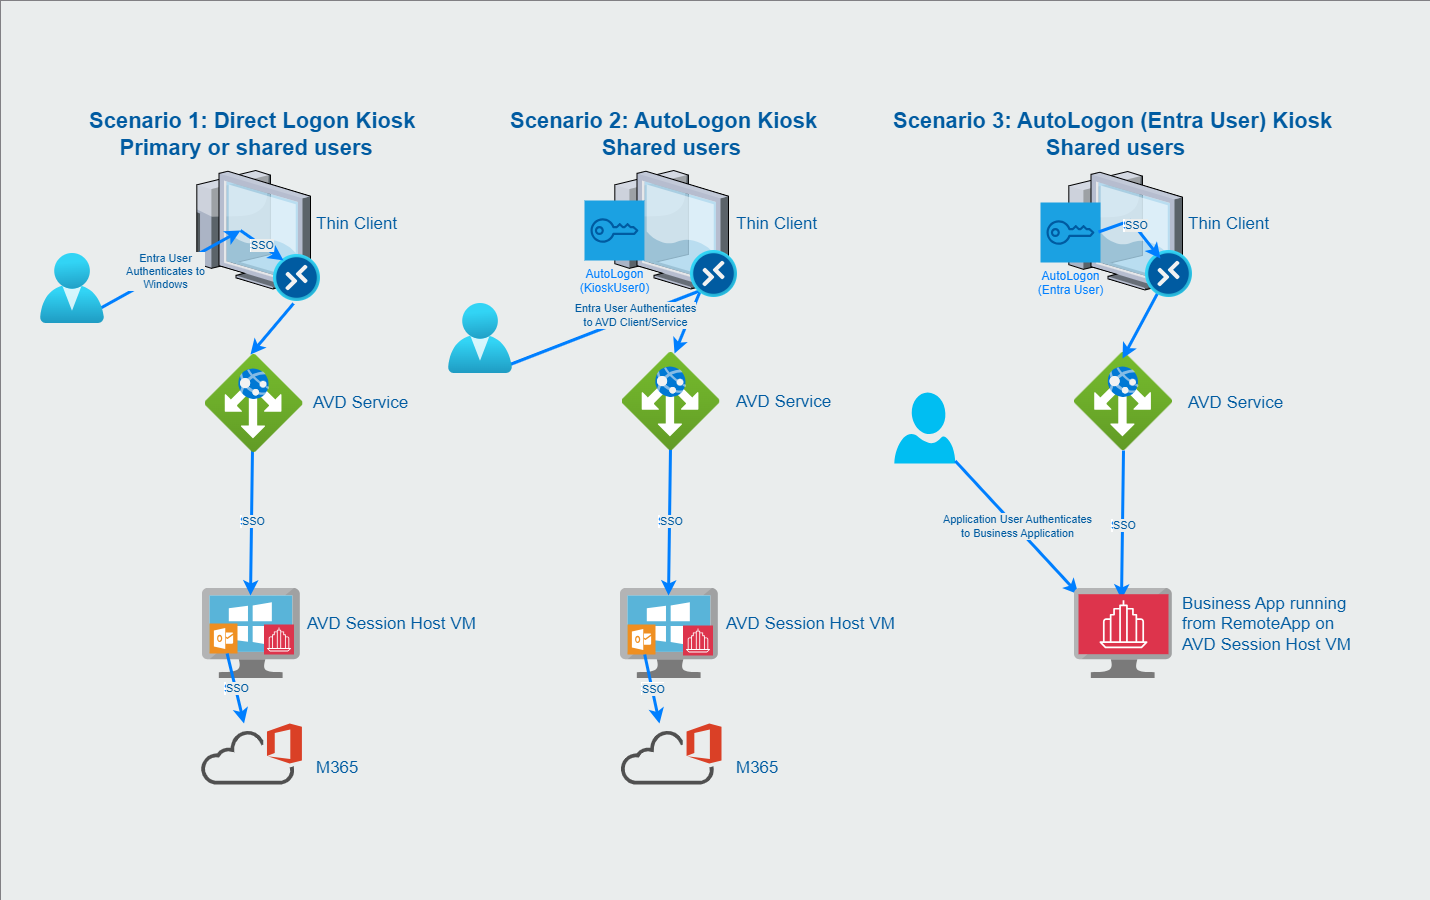 Scenario 1: Direct Logon Kiosk
Primary or shared users
Thin Client
SSO
Entra User
Authenticates to
Windows
AVD Service
SSO
AVD Session Host VM
SSO
M365
Scenario 2: AutoLogon Kiosk
Shared users
Thin Client
AutoLogon
(KioskUser0)
Entra User Authenticates
to AVD Client/Service
AVD Service
SSO
AVD Session Host VM
SSO
M365
Scenario 3: AutoLogon (Entra User) Kiosk
Shared users
Thin Client
SSO
AutoLogon
(Entra User)
AVD Service
Application User Authenticates
to Business Application
SSO
Business App running
from RemoteApp on
AVD Session Host VM